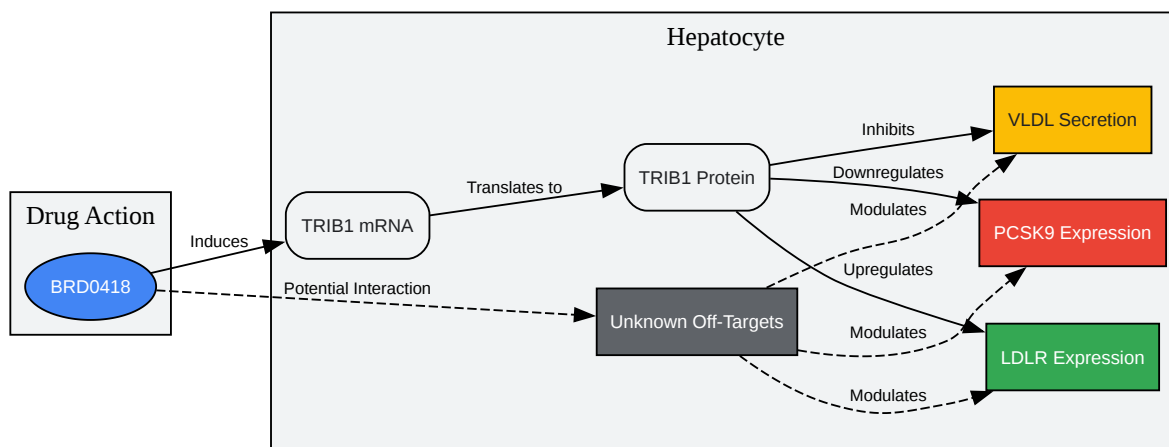 Hepatocyte
VLDL Secretion
Inhibits
TRIB1 Protein
Downregulates
Translates to
Drug Action
TRIB1 mRNA
Modulates
PCSK9 Expression
Induces
Upregulates
BRD0418
Potential Interaction
Unknown Off-Targets
Modulates
LDLR Expression
Modulates